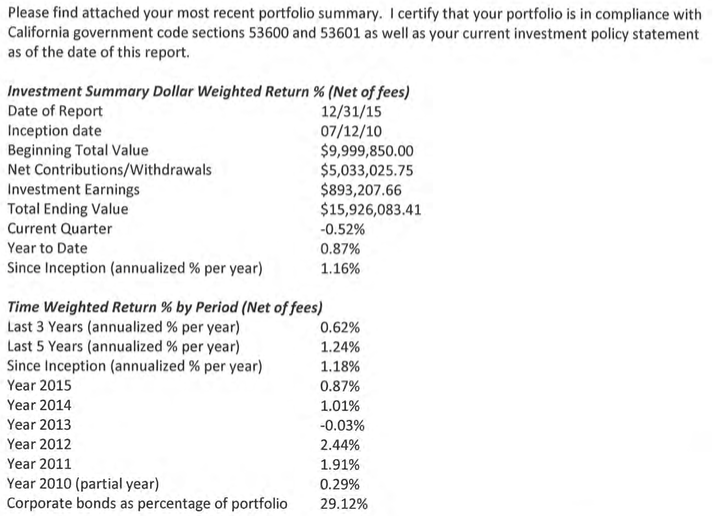 Please find attached your most recent portfolio summary.  I certify that your portfolio is in compliance with
California government code sections 53600 and 53601 as well as your current investment policy statement
as of the date of this report.
Investment Summary Dollar Weighted Return % (Net of fees)
Date of Report 12/31/15
Inception date 07/12/10
Beginning Total Value $9,999,850.00
Net Contributions/Withdrawals $5,033,025.75
Investment Earnings $893,207.66
Total Ending Value $15,926,083.41
Current Quarter -0.52%
Year to Date 0.87%
Since Inception (annualized % per year) 1.16%
Time Weighted Return % by Period (Net of fees)
Last 3 Years (annualized % per year) 0.62%
Last 5 Years (annualized % per year) 1.24%
Since Inception (annualized % per year) 1.18%
Year 2015 0.87%
Year 2014 1.01%
Year 2013 -0.03%
Year 2012 2.44%
Year 2011 1.91%
Year 2010 (partial year) 0.29%
Corporate bonds as percentage of portfolio 29.12%